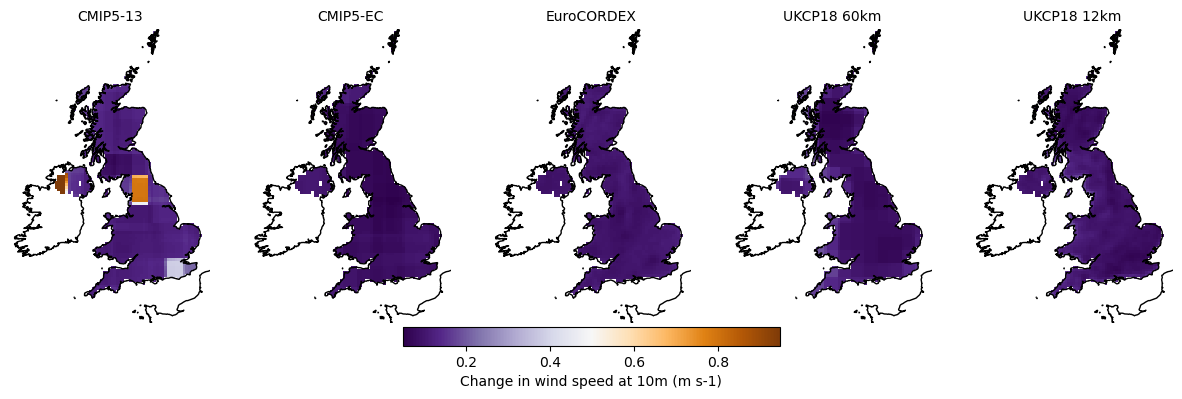 CMIP5-13 CMIP5-EC EuroCORDEX UKCP18 60km UKCP18 12km
0.2 0.4 0.6 0.8
Change in wind speed at 10m (m s-1)